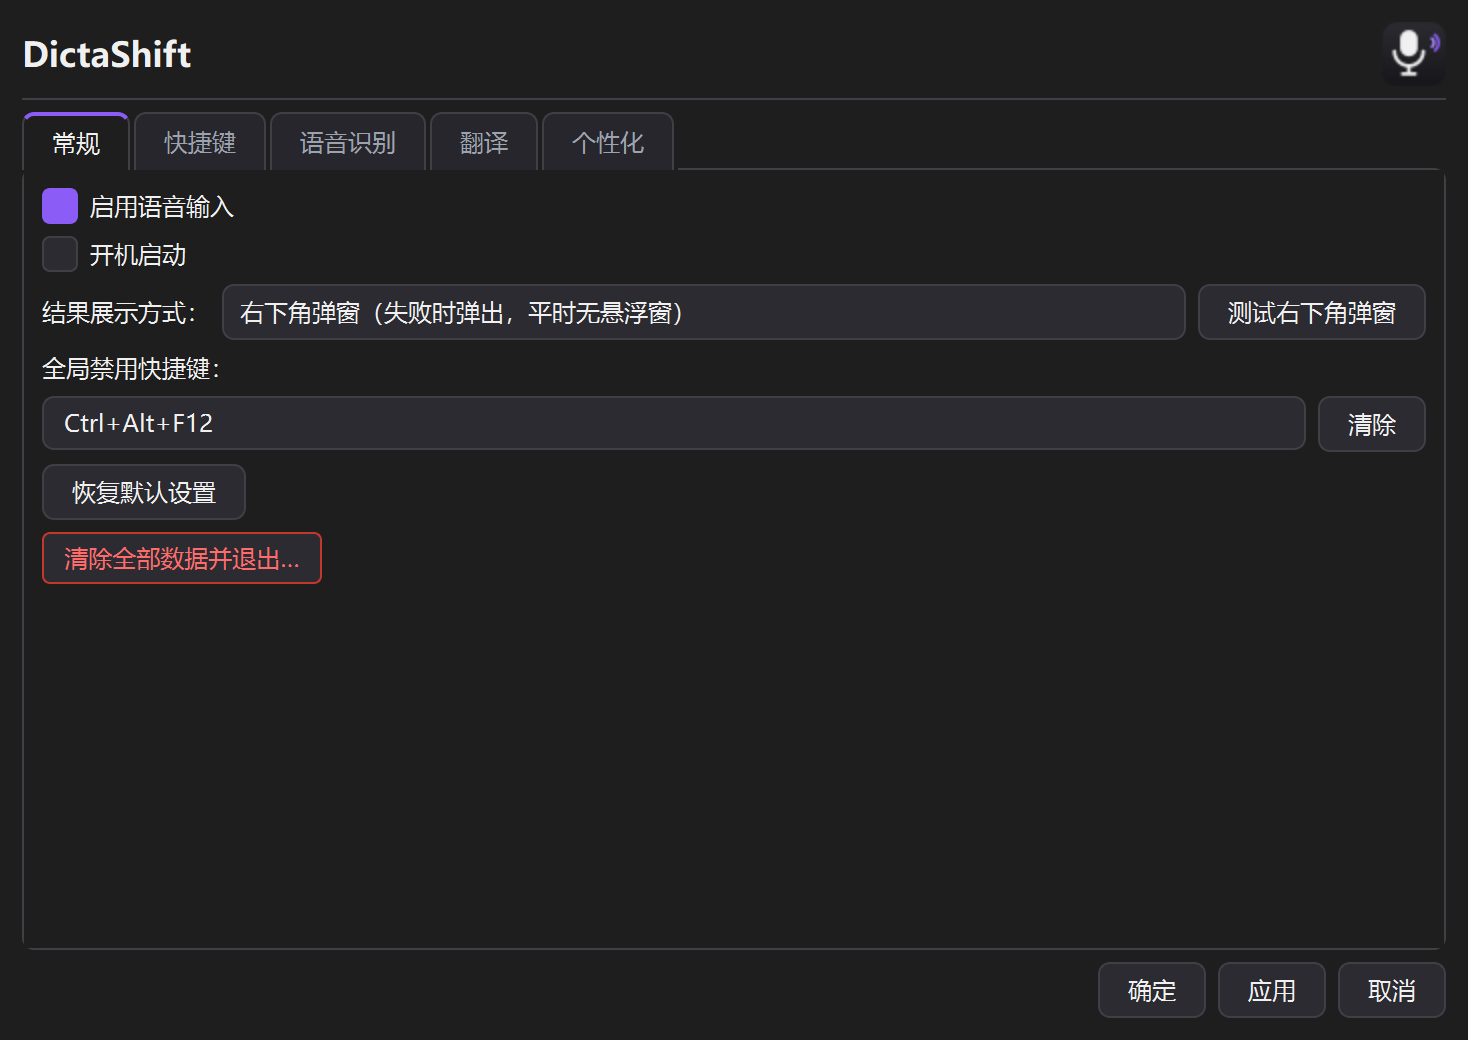 DictaShift
常规 快捷键 语音识别 翻译 个性化
启用语音输入
开机启动
结果展示方式： 右下角弹窗（失败时弹出，平时无悬浮窗） 测试右下角弹窗
全局禁用快捷键：
Ctrl+Alt+F12 清除
恢复默认设置
清除全部数据并退出...
确定 应用 取消